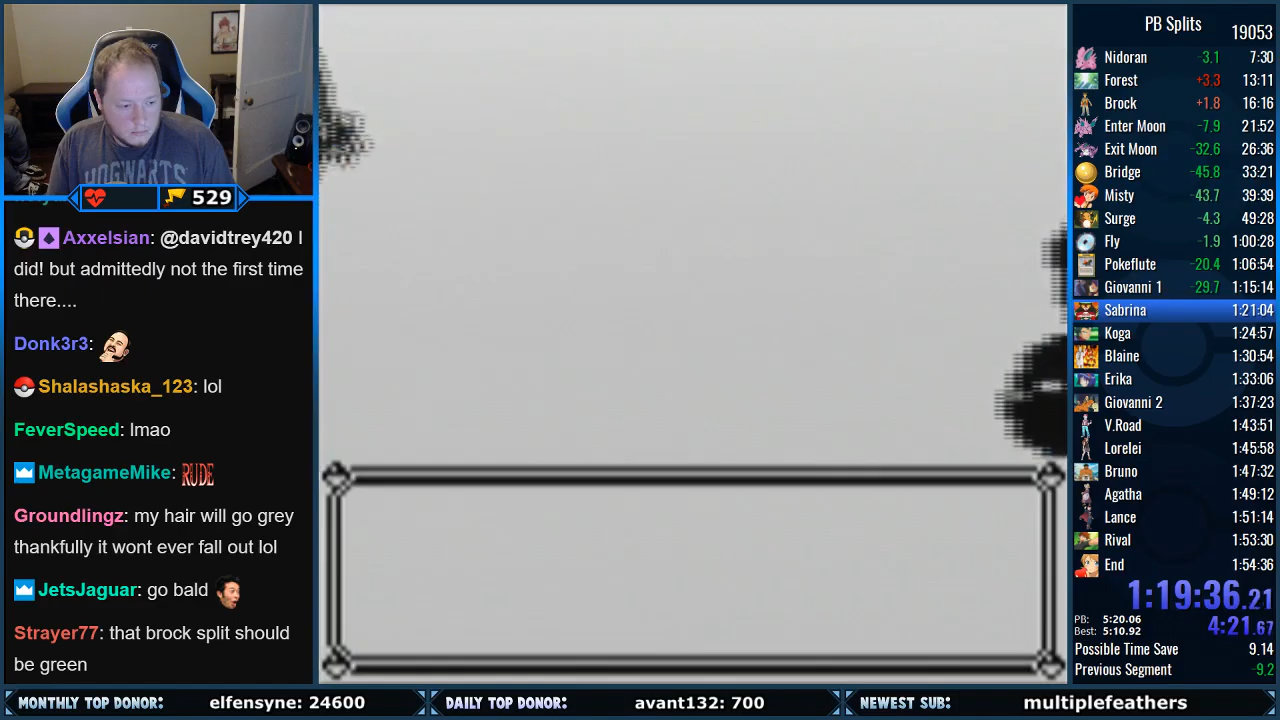 HOGWARTS
529
Axxelsian: @davidtrey420 I
did! but admittedly not the first time
there....
Donk3r3:
Shalashaska_123: lol
FeverSpeed: lmao
MetagameMike: RUDE
Groundlingz: my hair will go grey
thankfully it wont ever fall out lol
JetsJaguar: go bald
Strayer77: that brock split should
be green
PB Splits
19053
Nidoran -3.1 7:30
Forest +3.3 13:11
Brock +1.8 16:16
Enter Moon -7.9 21:52
Exit Moon -32.6 26:36
Bridge -45.8 33:21
Misty -43.7 39:39
Surge -4.3 49:28
Fly -1.9 1:00:28
Pokeflute -20.4 1:06:54
Giovanni 1 -29.7 1:15:14
Sabrina 1:21:04
Koga 1:24:57
Blaine 1:30:54
Erika 1:33:06
Giovanni 2 1:37:23
V.Road 1:43:51
Lorelei 1:45:58
Bruno 1:47:32
Agatha 1:49:12
Lance 1:51:14
Rival 1:53:30
End 1:54:36
1:19:36.21
PB: 5:20.06
Best: 5:10.92
4:21.67
Possible Time Save 9.14
Previous Segment -9.2
MONTHLY TOP DONOR: elfensyne: 24600
DAILY TOP DONOR: avant132: 700
NEWEST SUB: multiplefeathers